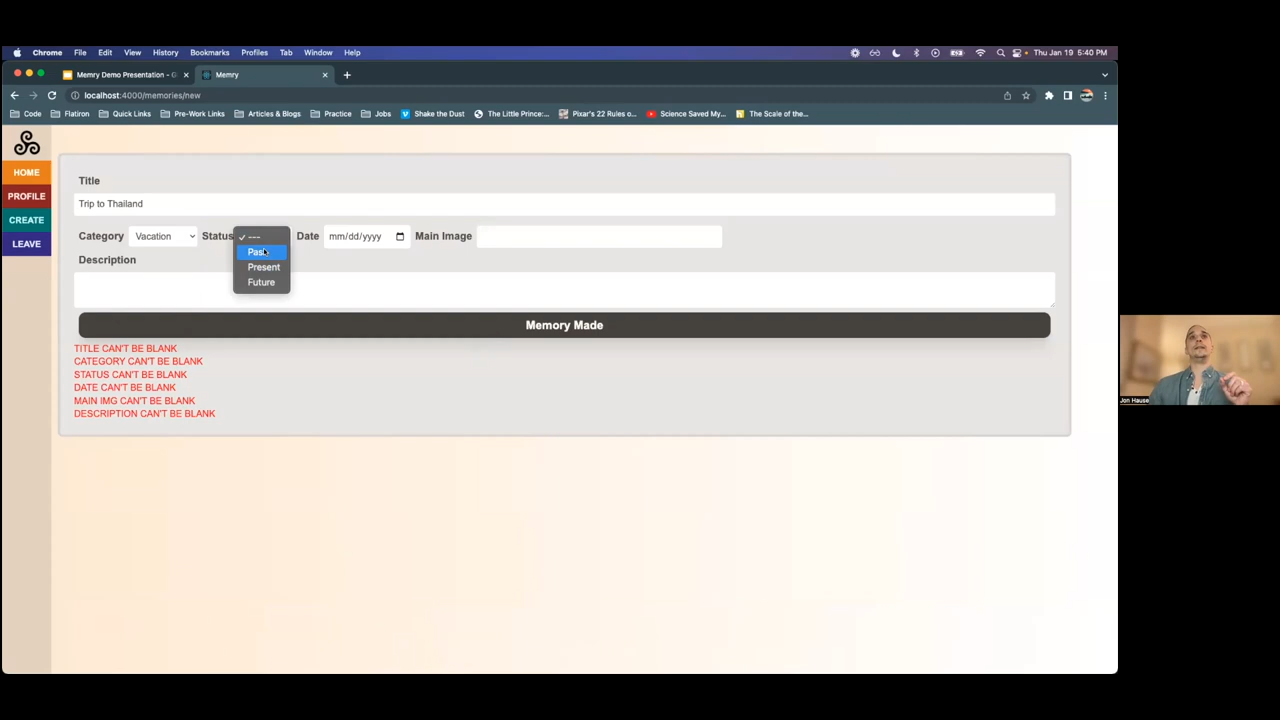 Chrome File Edit View History Bookmarks Profiles Tab Window Help Thu Jan 19 5:40 PM
Memry Demo Presentation - G Memry
localhost:4000/memories/new
Code Flatiron Quick Links Pre-Work Links Articles & Blogs Practice Jobs Shake the Dust The Little Prince:... Pixar's 22 Rules o... Science Saved My... The Scale of the...
HOME
PROFILE
CREATE
LEAVE
Title
Trip to Thailand
Category Vacation Status --- Date mm/dd/yyyy Main Image
Past
Present
Future
Description
Memory Made
TITLE CAN'T BE BLANK
CATEGORY CAN'T BE BLANK
STATUS CAN'T BE BLANK
DATE CAN'T BE BLANK
MAIN IMG CAN'T BE BLANK
DESCRIPTION CAN'T BE BLANK
Jon Hause